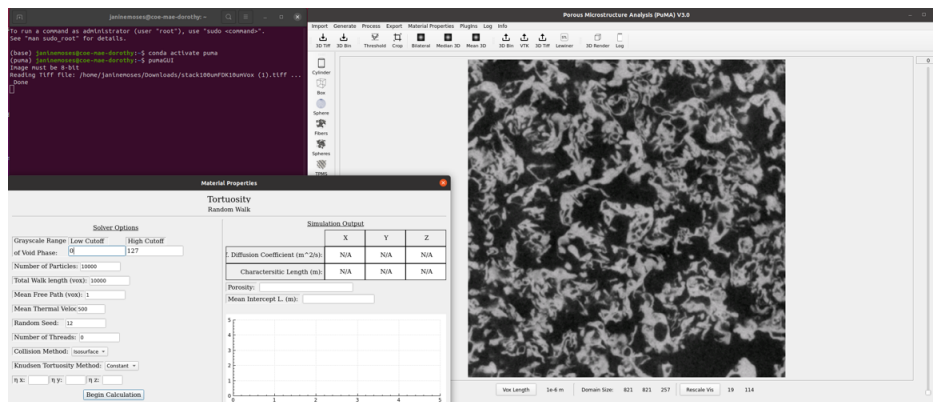 janinemoses@coe-mae-dorothy: ~
To run a command as administrator (user "root"), use "sudo <command>".
See "man sudo_root" for details.
(base) janinemoses@coe-mae-dorothy:~$ conda activate puma
(puma) janinemoses@coe-mae-dorothy:~$ pumaGUI
Image must be 8-bit
Reading Tiff file: /home/janinemoses/Downloads/stack100umFDK10umVox (1).tiff ...
Done
Porous Microstructure Analysis (PuMA) V3.0
Import Generate Process Export Material Properties Plugins Log Info
3D Tiff 3D Bin Threshold Crop Bilateral Median 3D Mean 3D 3D Bin VTK 3D Tiff Lewiner 3D Render Log
Cylinder
Box
Sphere
Fibers
Spheres
TPMS
0
Vox Length 1e-6 m Domain Size: 821 821 257 Rescale Vis 19 114
Material Properties
Tortuosity
Random Walk
Solver Options
Grayscale Range Low Cutoff High Cutoff
of Void Phase: 0 127
Number of Particles: 10000
Total Walk length (vox): 10000
Mean Free Path (vox): 1
Mean Thermal Veloc 500
Random Seed: 12
Number of Threads: 0
Collision Method: Isosurface
Knudsen Tortuosity Method: Constant
η x: η y: η z:
Begin Calculation
Simulation Output
X Y Z
. Diffusion Coefficient (m^2/s): N/A N/A N/A
Charactersitic Length (m): N/A N/A N/A
Porosity:
Mean Intercept L. (m):
5
4
3
2
1
0
0 1 2 3 4 5